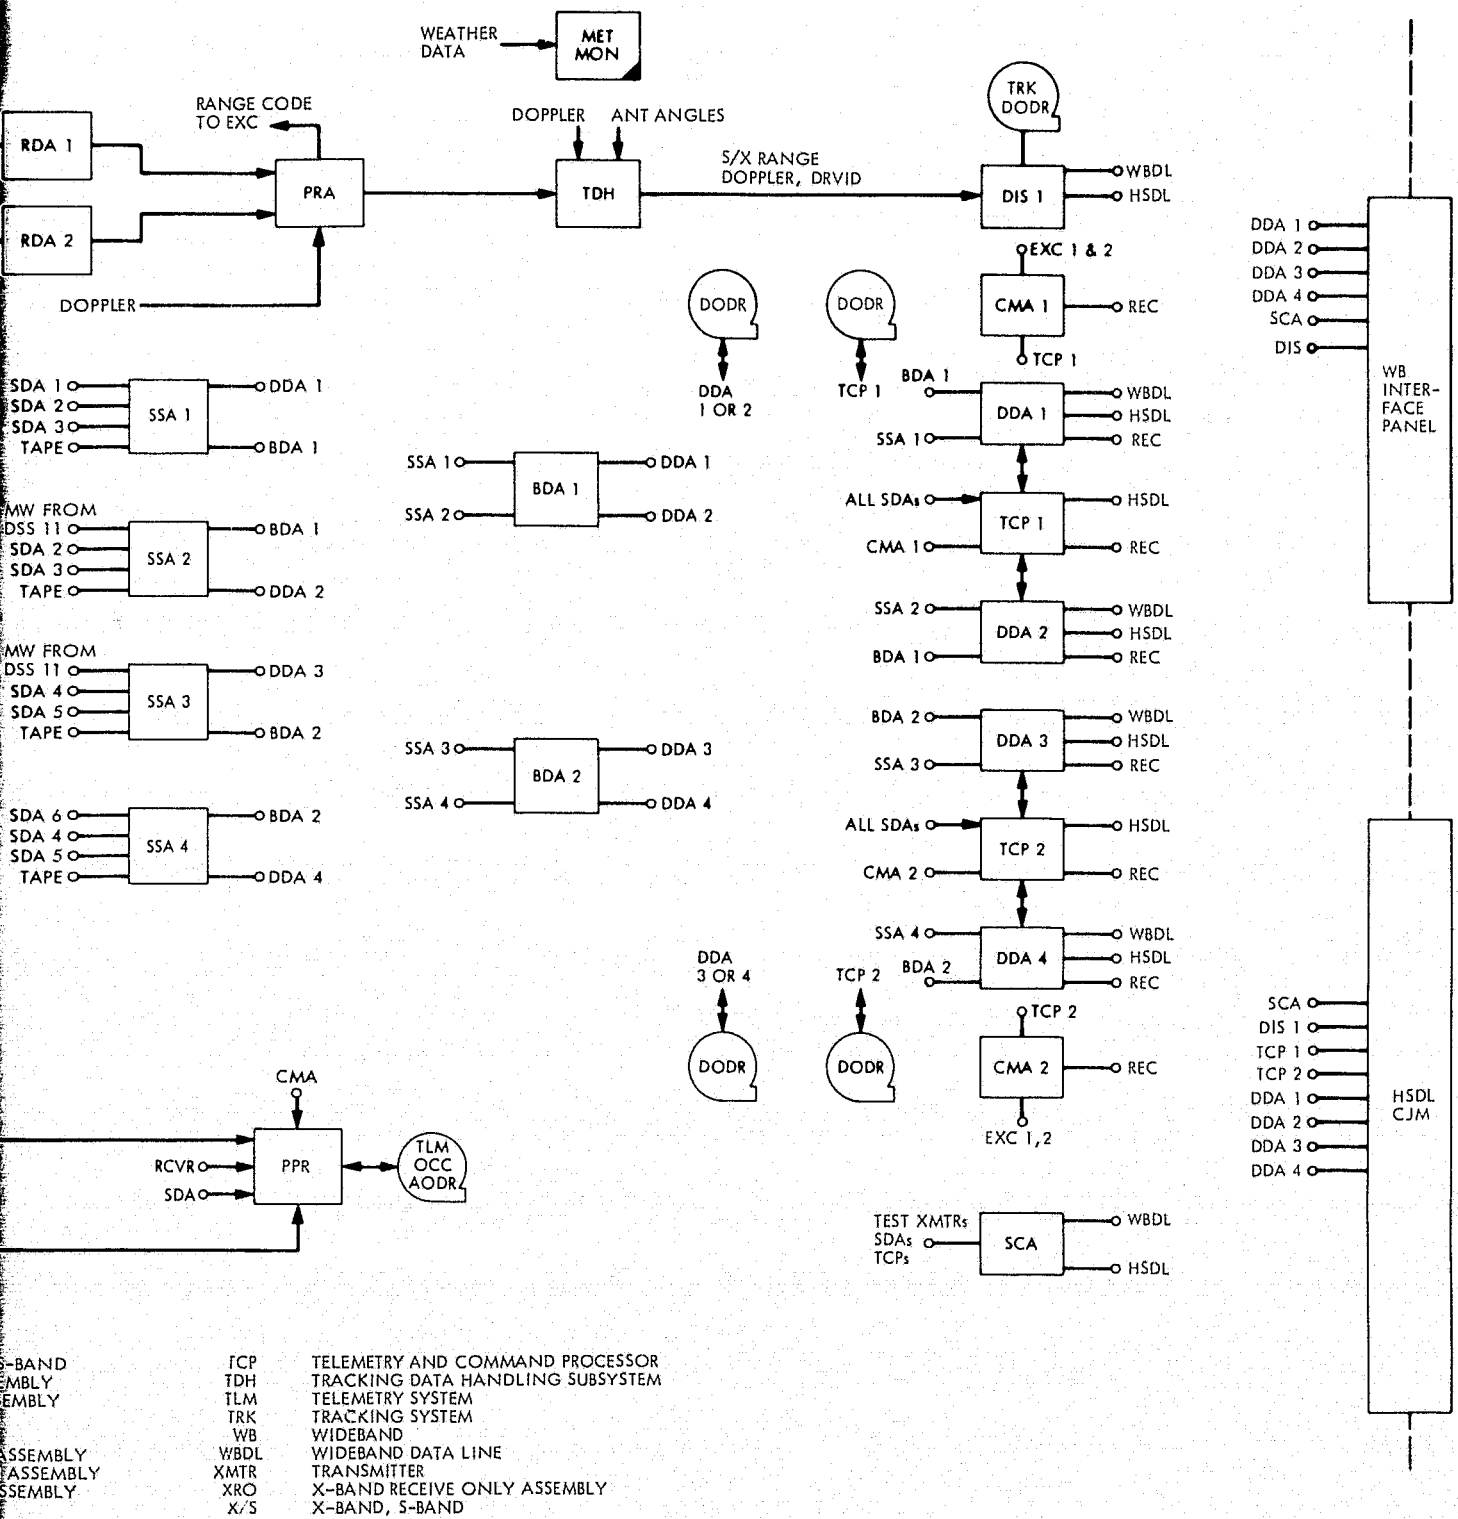 WEATHER
DATA
MET
MON
TRK
DODR
RANGE CODE
TO EXC
RDA 1
PRA
DOPPLER
ANT ANGLES
TDH
S/X RANGE
DOPPLER, DRVID
DIS 1
WBDL
HSDL
RDA 2
DOPPLER
DODR
DDA
1 OR 2
DODR
TCP 1
EXC 1 & 2
CMA 1
REC
TCP 1
DDA 1
DDA 2
DDA 3
DDA 4
SCA
DIS
WB
INTER-
FACE
PANEL
SDA 1
SDA 2
SDA 3
TAPE
SSA 1
DDA 1
BDA 1
MW FROM
DSS 11
SDA 2
SDA 3
TAPE
SSA 2
BDA 1
DDA 2
MW FROM
DSS 11
SDA 4
SDA 5
TAPE
SSA 3
DDA 3
BDA 2
SDA 6
SDA 4
SDA 5
TAPE
SSA 4
BDA 2
DDA 4
SSA 1
SSA 2
BDA 1
DDA 1
DDA 2
SSA 3
SSA 4
BDA 2
DDA 3
DDA 4
BDA 1
SSA 1
DDA 1
WBDL
HSDL
REC
ALL SDAs
CMA 1
TCP 1
HSDL
REC
SSA 2
BDA 1
DDA 2
WBDL
HSDL
REC
BDA 2
SSA 3
DDA 3
WBDL
HSDL
REC
ALL SDAs
CMA 2
TCP 2
HSDL
REC
SSA 4
BDA 2
DDA 4
WBDL
HSDL
REC
DDA
3 OR 4
DODR
TCP 2
DODR
TCP 2
CMA 2
REC
EXC 1,2
SCA
DIS 1
TCP 1
TCP 2
DDA 1
DDA 2
DDA 3
DDA 4
HSDL
CJM
CMA
RCVR
SDA
PPR
TLM
OCC
AODR
TEST XMTRs
SDAs
TCPs
SCA
WBDL
HSDL
-BAND
MBLY
EMBLY
ASSEMBLY
ASSEMBLY
SSEMBLY
TCP TELEMETRY AND COMMAND PROCESSOR
TDH TRACKING DATA HANDLING SUBSYSTEM
TLM TELEMETRY SYSTEM
TRK TRACKING SYSTEM
WB WIDEBAND
WBDL WIDEBAND DATA LINE
XMTR TRANSMITTER
XRO X-BAND RECEIVE ONLY ASSEMBLY
X/S X-BAND, S-BAND